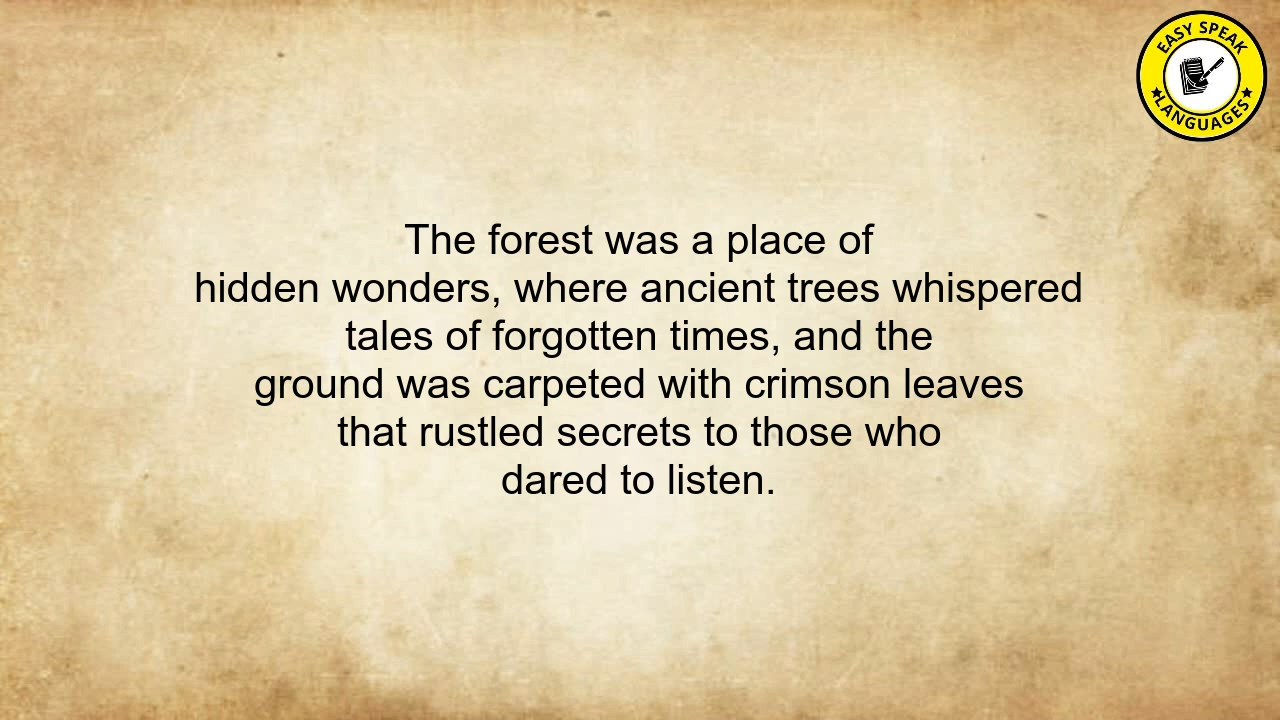 EASY SPEAK
LANGUAGES
The forest was a place of
hidden wonders, where ancient trees whispered
tales of forgotten times, and the
ground was carpeted with crimson leaves
that rustled secrets to those who
dared to listen.